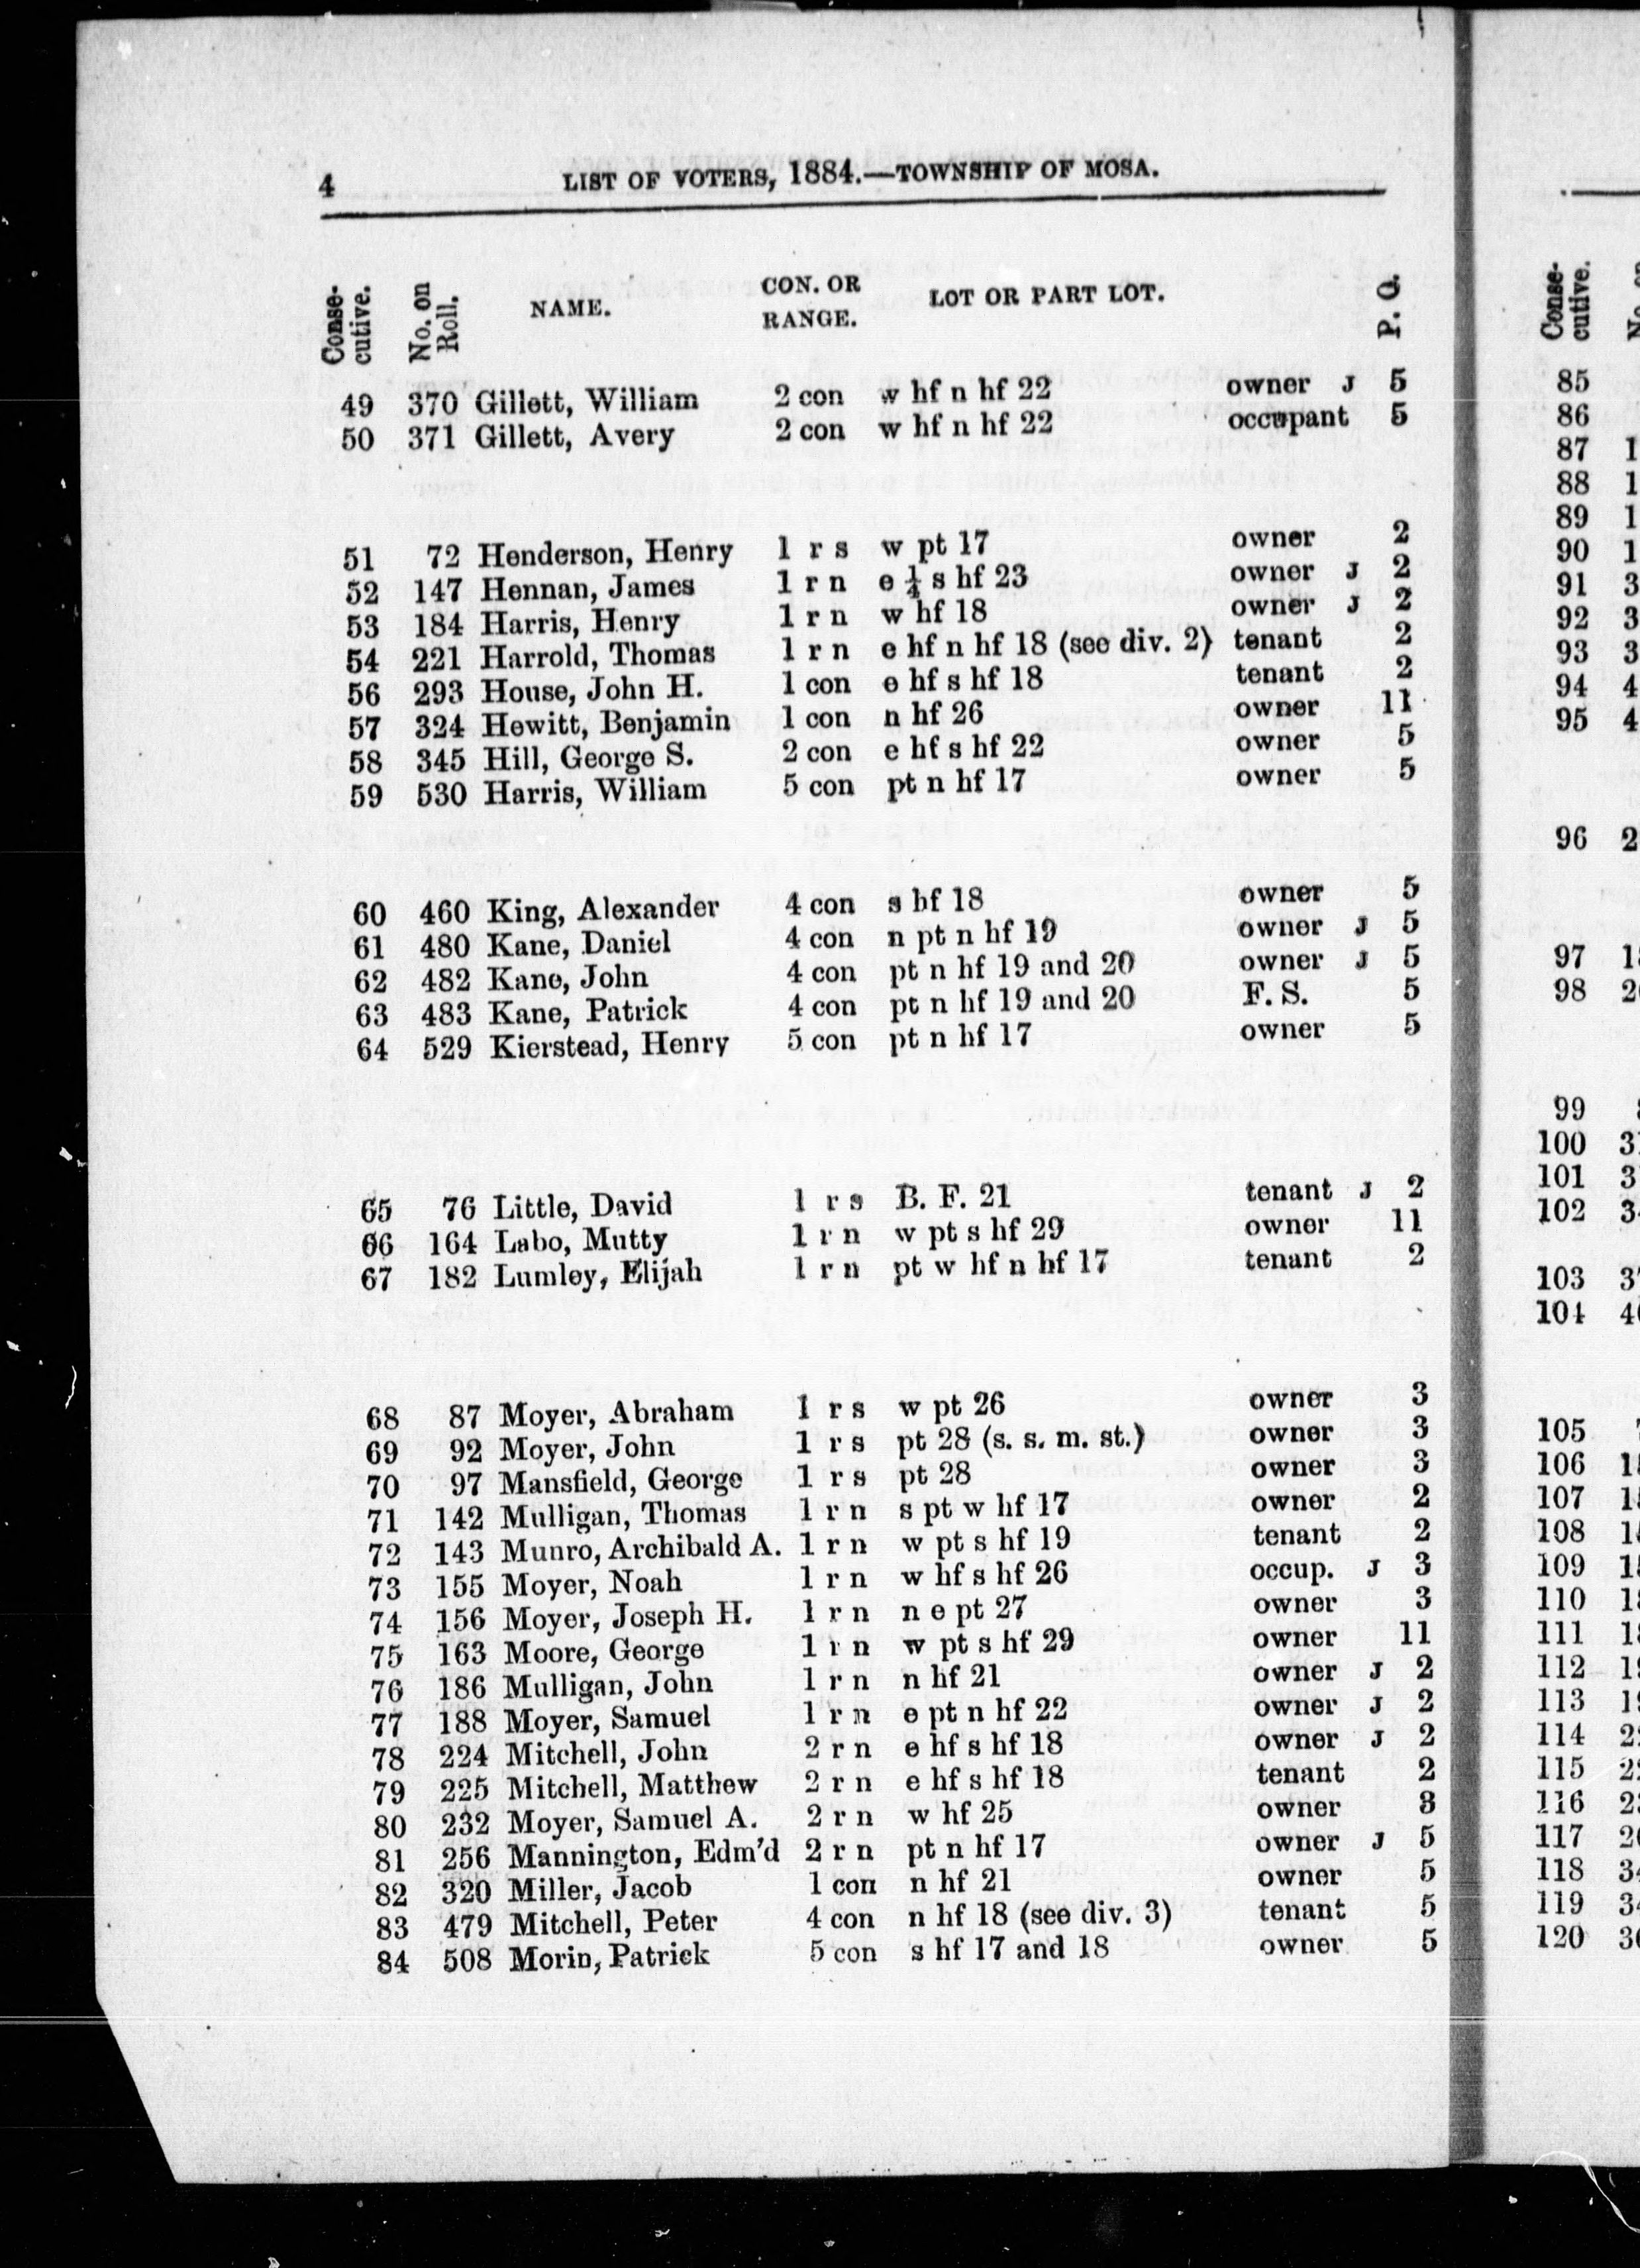 4 LIST OF VOTERS, 1884.—TOWNSHIP OF MOSA.
Conse-cutive. No. on Roll. NAME. CON. OR RANGE. LOT OR PART LOT. P. O.
49 370 Gillett, William 2 con w hf n hf 22 owner J 5
50 371 Gillett, Avery 2 con w hf n hf 22 occupant 5
51 72 Henderson, Henry 1 r s w pt 17 owner 2
52 147 Hennan, James 1 r n e ¼ s hf 23 owner J 2
53 184 Harris, Henry 1 r n w hf 18 owner J 2
54 221 Harrold, Thomas 1 r n e hf n hf 18 (see div. 2) tenant 2
56 293 House, John H. 1 con e hf s hf 18 tenant 2
57 324 Hewitt, Benjamin 1 con n hf 26 owner 11
58 345 Hill, George S. 2 con e hf s hf 22 owner 5
59 530 Harris, William 5 con pt n hf 17 owner 5
60 460 King, Alexander 4 con s hf 18 owner 5
61 480 Kane, Daniel 4 con n pt n hf 19 owner J 5
62 482 Kane, John 4 con pt n hf 19 and 20 owner J 5
63 483 Kane, Patrick 4 con pt n hf 19 and 20 F. S. 5
64 529 Kierstead, Henry 5 con pt n hf 17 owner 5
65 76 Little, David 1 r s B. F. 21 tenant J 2
66 164 Labo, Mutty 1 r n w pt s hf 29 owner 11
67 182 Lumley, Elijah 1 r n pt w hf n hf 17 tenant 2
68 87 Moyer, Abraham 1 r s w pt 26 owner 3
69 92 Moyer, John 1 r s pt 28 (s. s. m. st.) owner 3
70 97 Mansfield, George 1 r s pt 28 owner 3
71 142 Mulligan, Thomas 1 r n s pt w hf 17 owner 2
72 143 Munro, Archibald A. 1 r n w pt s hf 19 tenant 2
73 155 Moyer, Noah 1 r n w hf s hf 26 occup. J 3
74 156 Moyer, Joseph H. 1 r n n e pt 27 owner 3
75 163 Moore, George 1 r n w pt s hf 29 owner 11
76 186 Mulligan, John 1 r n n hf 21 owner J 2
77 188 Moyer, Samuel 1 r n e pt n hf 22 owner J 2
78 224 Mitchell, John 2 r n e hf s hf 18 owner J 2
79 225 Mitchell, Matthew 2 r n e hf s hf 18 tenant 2
80 232 Moyer, Samuel A. 2 r n w hf 25 owner 3
81 256 Mannington, Edm'd 2 r n pt n hf 17 owner J 5
82 320 Miller, Jacob 1 con n hf 21 owner 5
83 479 Mitchell, Peter 4 con n hf 18 (see div. 3) tenant 5
84 508 Morin, Patrick 5 con s hf 17 and 18 owner 5
Conse-cutive.
85
86
87
88
89
90
91
92
93
94
95
96
97
98
99
100
101
102
103
104
105
106
107
108
109
110
111
112
113
114
115
116
117
118
119
120